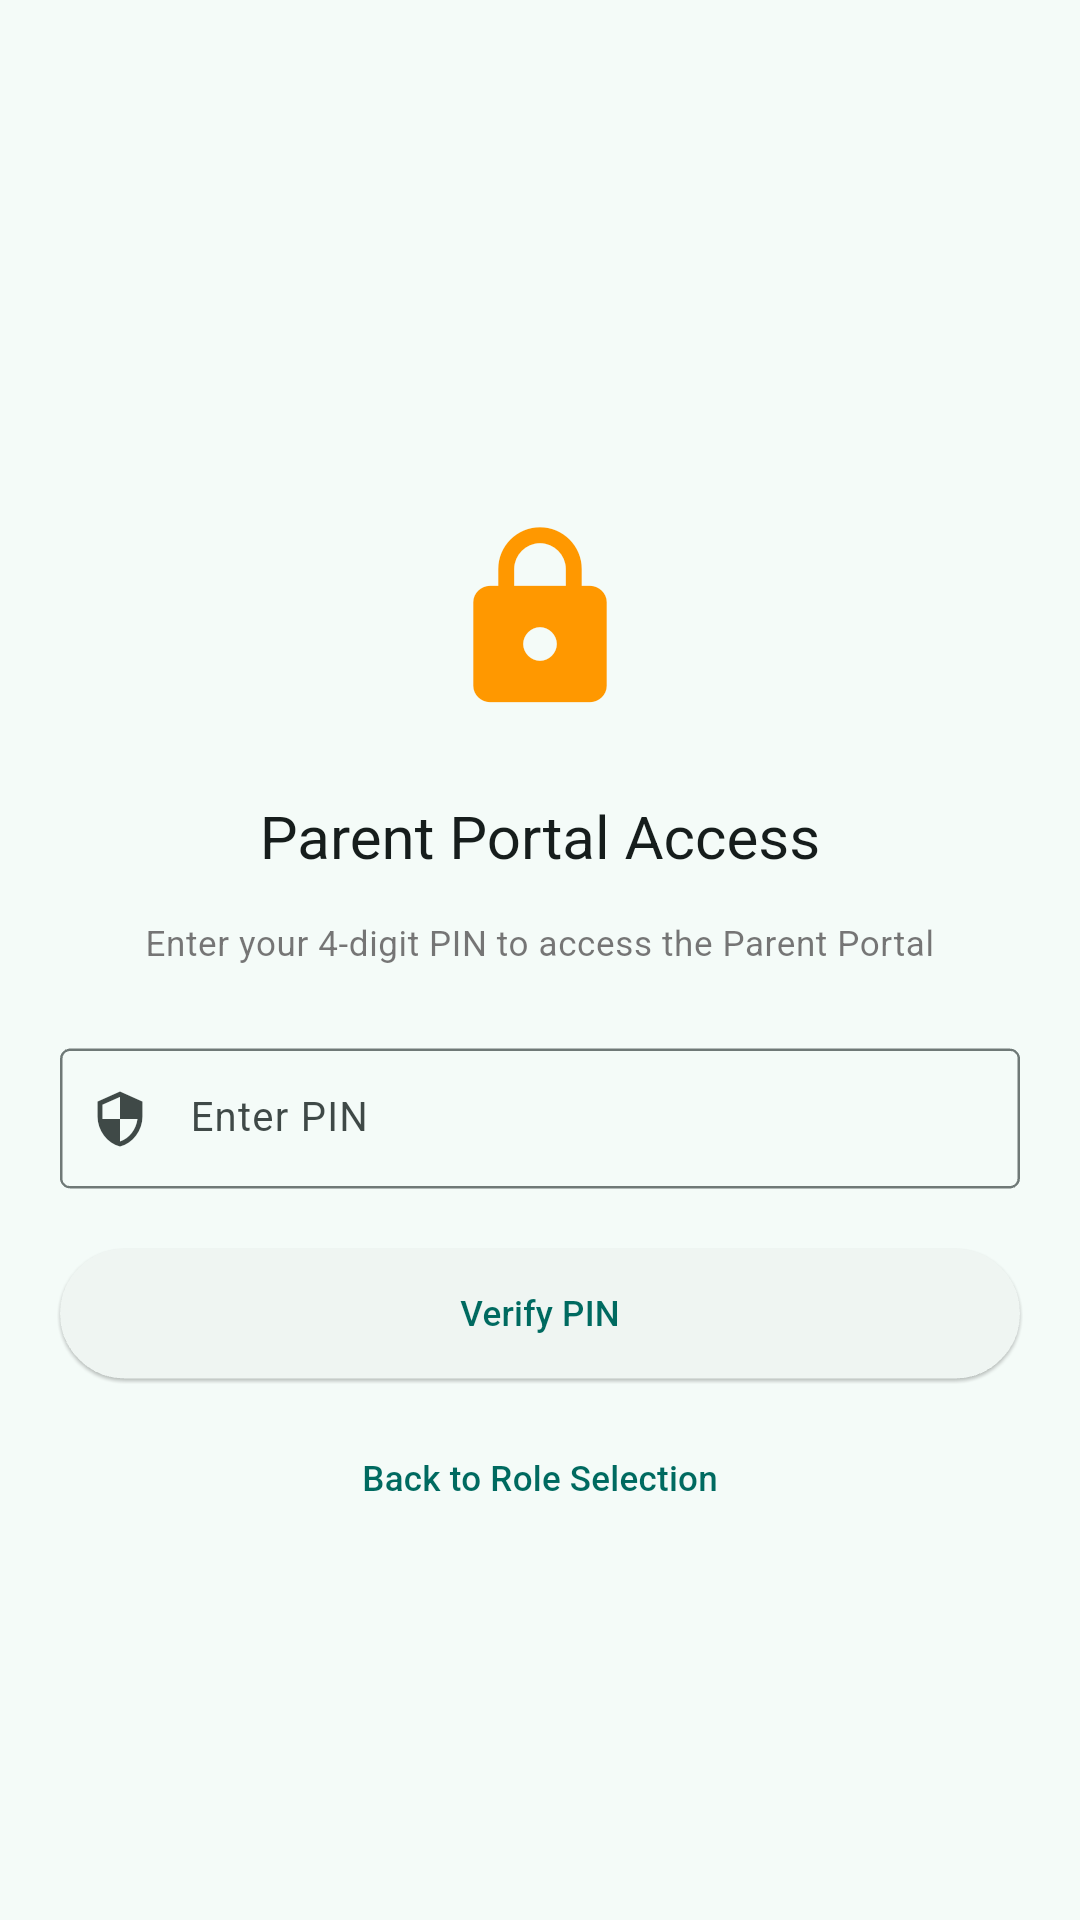 Parent Portal Access
Enter your 4-digit PIN to access the Parent Portal
Enter PIN
Verify PIN
Back to Role Selection